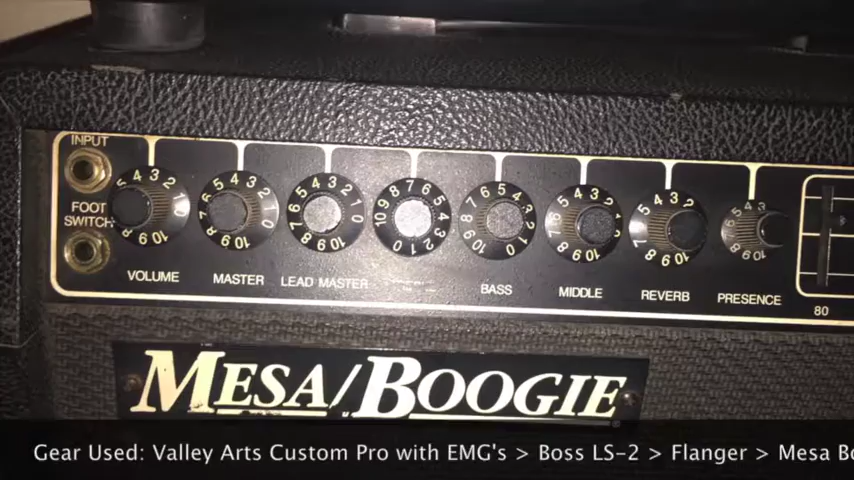 INPUT
FOOT
SWITCH
VOLUME MASTER LEAD MASTER BASS MIDDLE REVERB PRESENCE 80
MESA/BOOGIE
Gear Used: Valley Arts Custom Pro with EMG's > Boss LS-2 > Flanger > Mesa Bo